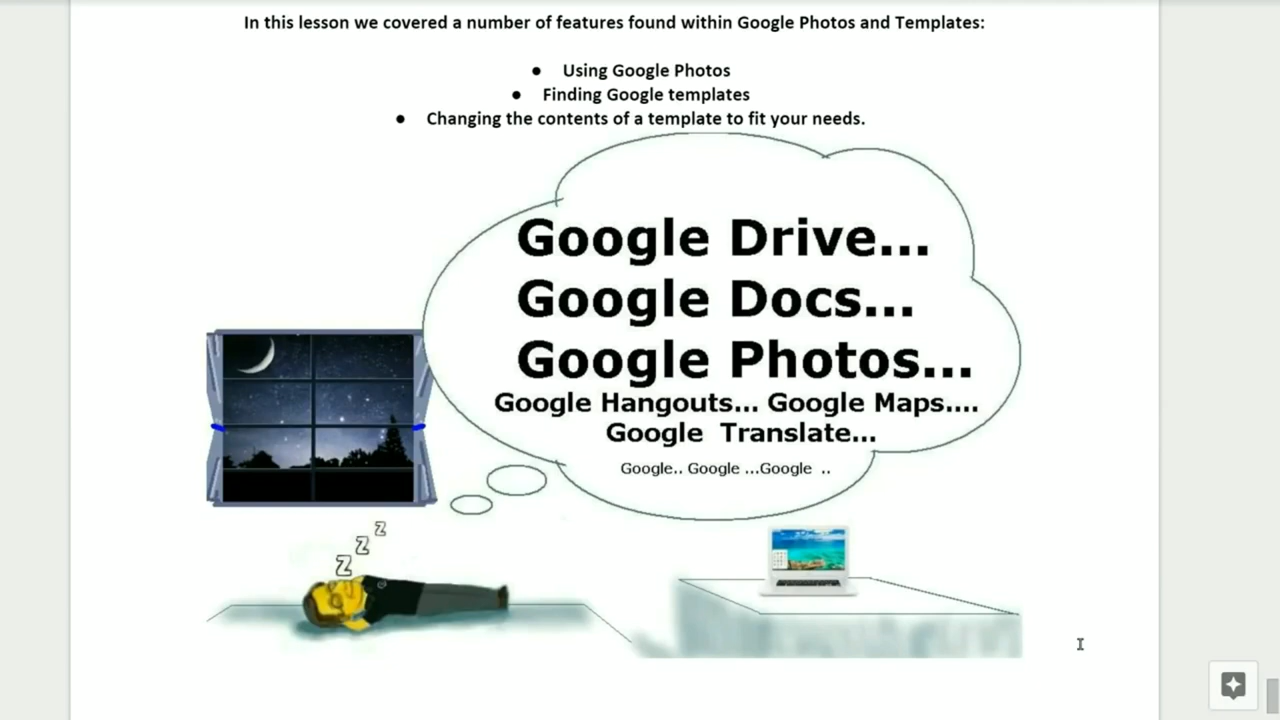 In this lesson we covered a number of features found within Google Photos and Templates:
● Using Google Photos
● Finding Google templates
● Changing the contents of a template to fit your needs.
Google Drive...
Google Docs...
Google Photos...
Google Hangouts... Google Maps....
Google Translate...
Google.. Google ...Google ..
z
z
z